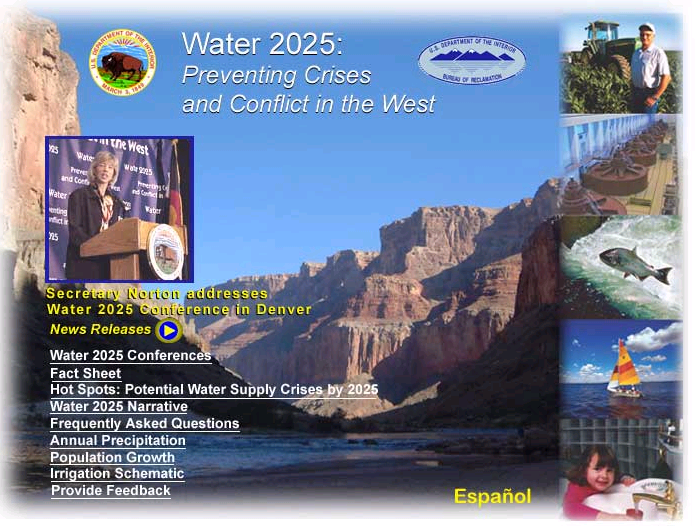 U.S. DEPARTMENT OF THE INTERIOR
MARCH 3, 1849
Water 2025:
Preventing Crises
and Conflict in the West
U.S. DEPARTMENT OF THE INTERIOR
BUREAU OF RECLAMATION
in the West
Water 2025
Water
Secretary Norton addresses
Water 2025 Conference in Denver
News Releases
Water 2025 Conferences
Fact Sheet
Hot Spots: Potential Water Supply Crises by 2025
Water 2025 Narrative
Frequently Asked Questions
Annual Precipitation
Population Growth
Irrigation Schematic
Provide Feedback
Español